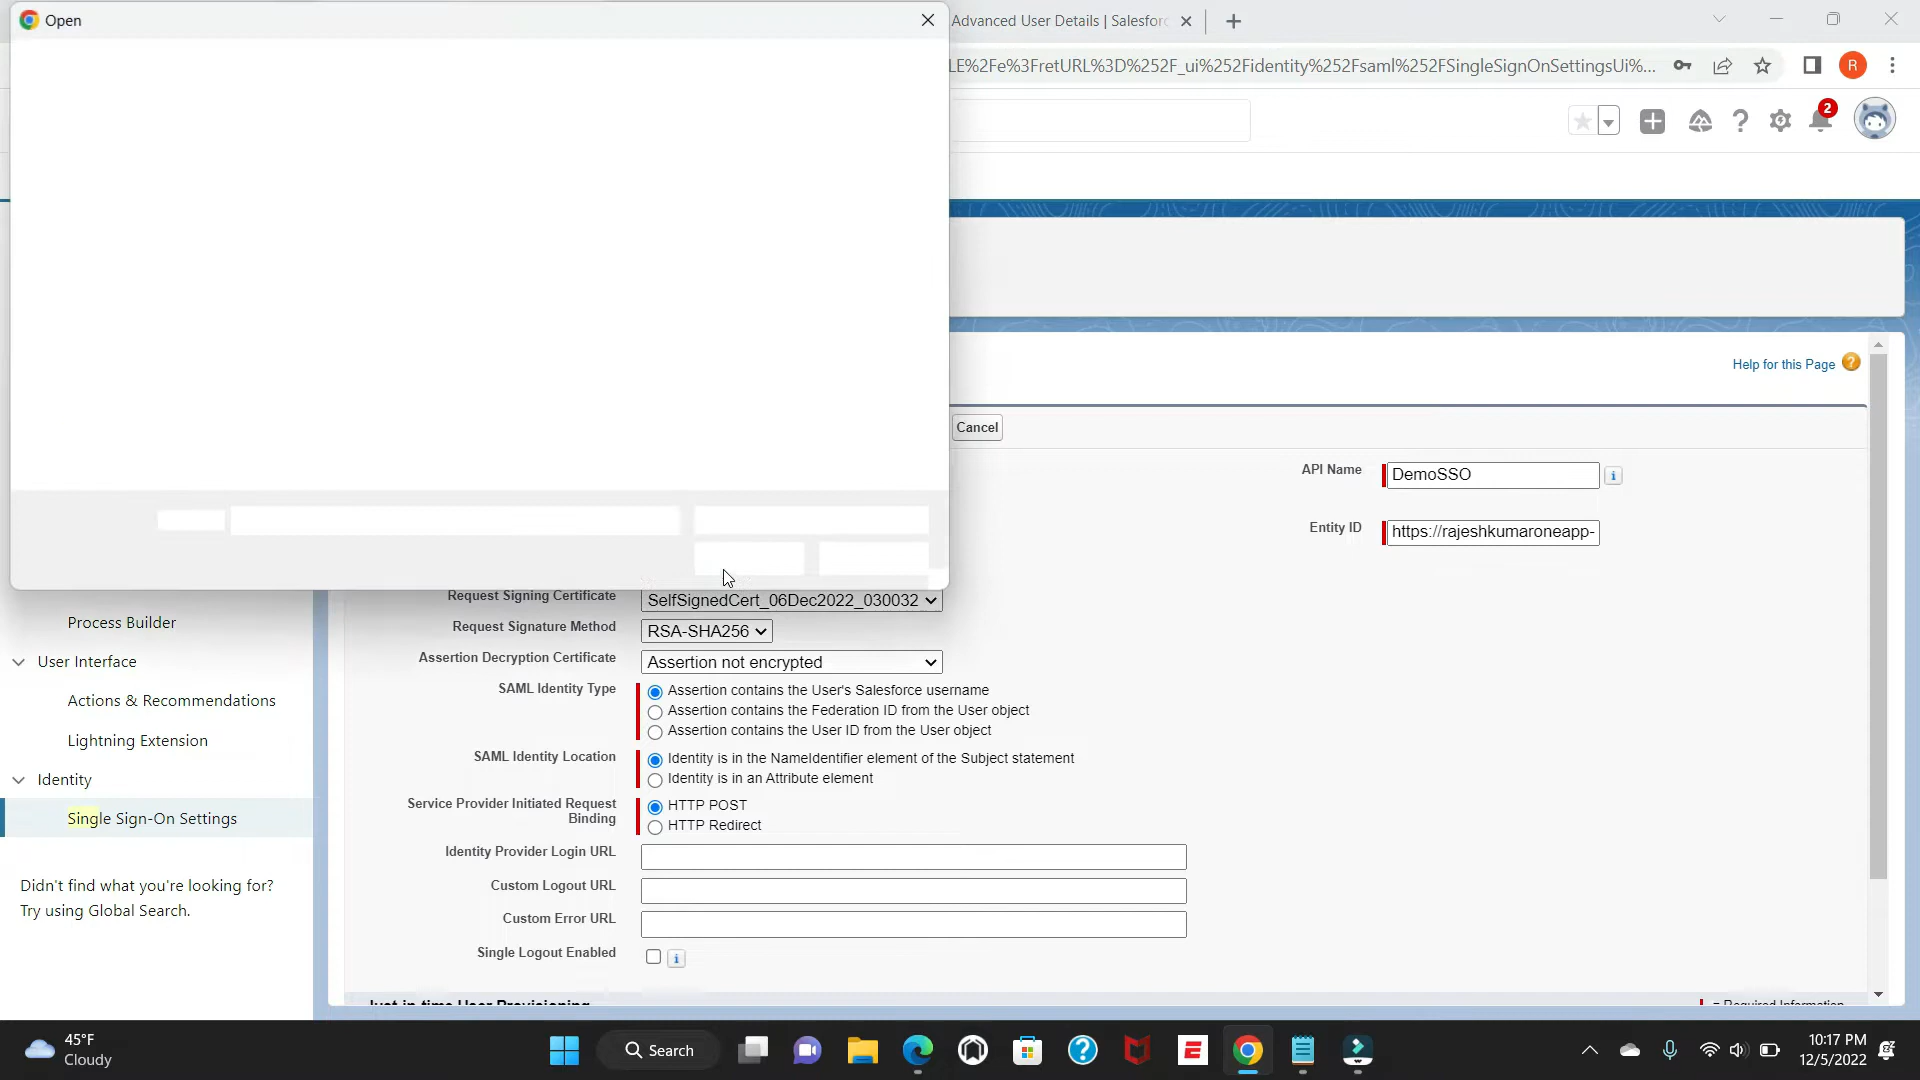 Open
Advanced User Details | Salesforc
LE%2Fe%3FretURL%3D%252F_ui%252Fidentity%252Fsaml%252FSingleSignOnSettingsUi%...
R
2
Help for this Page
Cancel
API Name
DemoSSO
Entity ID
https://rajeshkumaroneapp-
Request Signing Certificate
SelfSignedCert_06Dec2022_030032
Request Signature Method
RSA-SHA256
Assertion Decryption Certificate
Assertion not encrypted
SAML Identity Type
Assertion contains the User's Salesforce username
Assertion contains the Federation ID from the User object
Assertion contains the User ID from the User object
SAML Identity Location
Identity is in the NameIdentifier element of the Subject statement
Identity is in an Attribute element
Service Provider Initiated Request
Binding
HTTP POST
HTTP Redirect
Identity Provider Login URL
Custom Logout URL
Custom Error URL
Single Logout Enabled
Just-in-time User Provisioning
= Required Information
Process Builder
User Interface
Actions & Recommendations
Lightning Extension
Identity
Single Sign-On Settings
Didn't find what you're looking for?
Try using Global Search.
45°F
Cloudy
Search
10:17 PM
12/5/2022